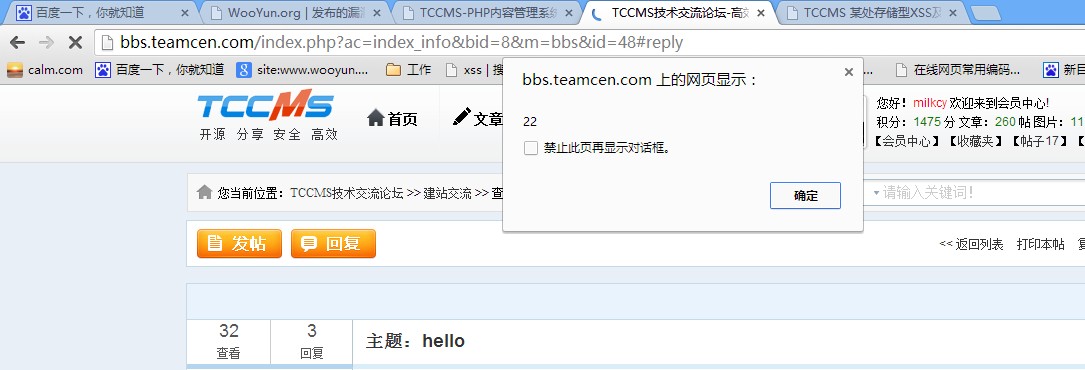 百度一下，你就知道
WooYun.org | 发布的漏
TCCMS-PHP内容管理系统
TCCMS技术交流论坛-高效
TCCMS 某处存储型XSS及
bbs.teamcen.com/index.php?ac=index_info&bid=8&m=bbs&id=48#reply
calm.com
百度一下，你就知道
site:www.wooyun....
工作
xss | 搜
在线网页常用编码...
新目
bbs.teamcen.com 上的网页显示：
22
禁止此页再显示对话框。
确定
TCCMS
开源 分享 安全 高效
首页
文章
您好！milkcy 欢迎来到会员中心!
积分：1475 分 文章：260 帖 图片：11
【会员中心】【收藏夹】【帖子17】【
您当前位置：TCCMS技术交流论坛 >> 建站交流 >> 查
请输入关键词！
发帖
回复
<< 返回列表 打印本帖 复
32
查看
3
回复
主题：hello